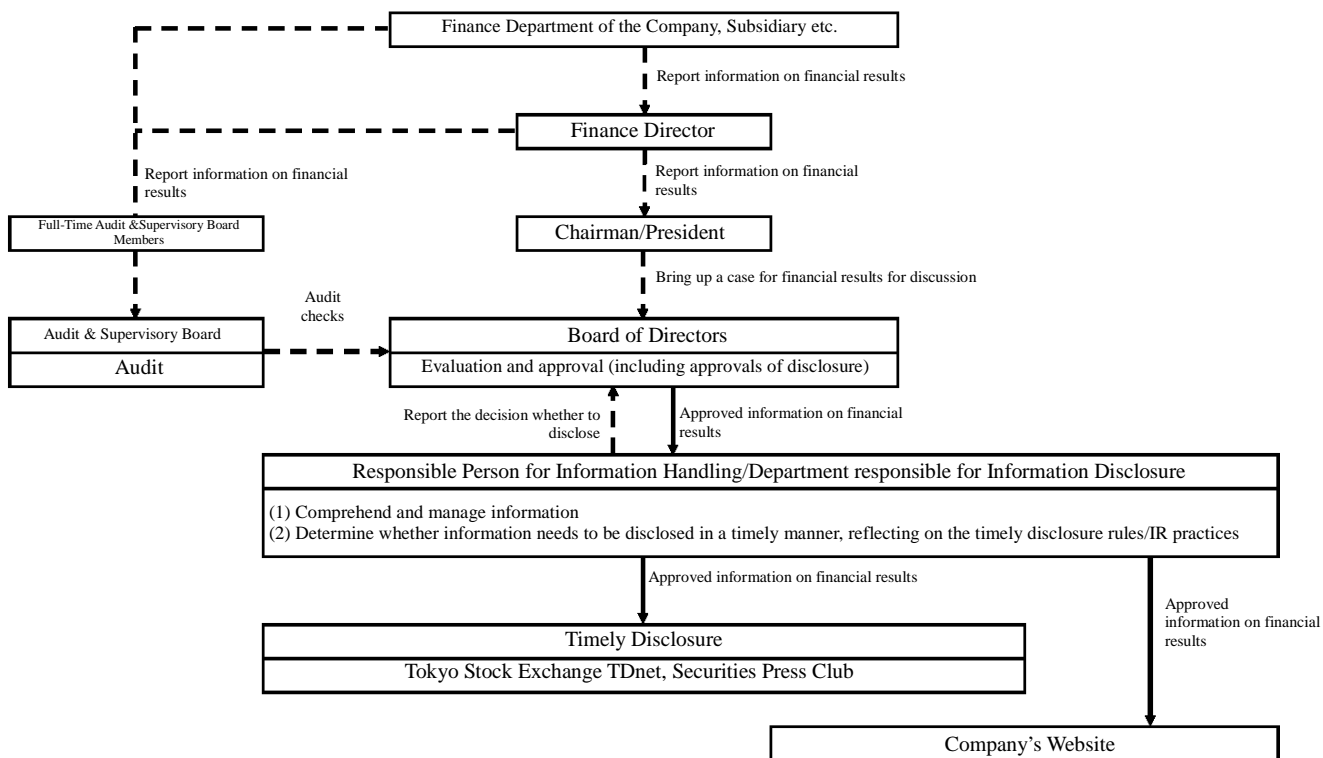 Finance Department of the Company, Subsidiary etc.
Report information on financial results
Finance Director
Report information on financial
results
Report information on financial
results
Full-Time Audit &Supervisory Board
Members
Chairman/President
Bring up a case for financial results for discussion
Audit
checks
Audit & Supervisory Board
Audit
Board of Directors
Evaluation and approval (including approvals of disclosure)
Report the decision whether to
disclose
Approved information on financial
results
Responsible Person for Information Handling/Department responsible for Information Disclosure
(1) Comprehend and manage information
(2) Determine whether information needs to be disclosed in a timely manner, reflecting on the timely disclosure rules/IR practices
Approved information on financial results
Approved
information on financial
results
Timely Disclosure
Tokyo Stock Exchange TDnet, Securities Press Club
Company’s Website